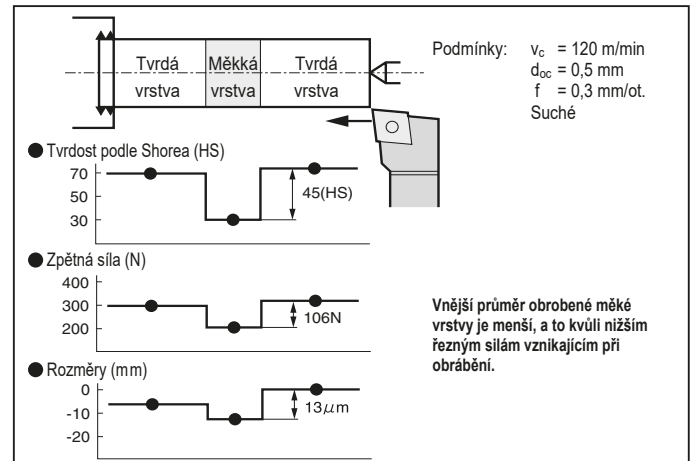 Tvrdá Měkká Tvrdá
vrstva vrstva vrstva
Podmínky: vc = 120 m/min
doc = 0,5 mm
f = 0,3 mm/ot.
Suché
● Tvrdost podle Shorea (HS)
70
50
30
45(HS)
● Zpětná síla (N)
400
300
200
106N
Vnější průměr obrobené měké
vrstvy je menší, a to kvůli nižším
řezným silám vznikajícím při
obrábění.
● Rozměry (mm)
0
-10
-20
13μm